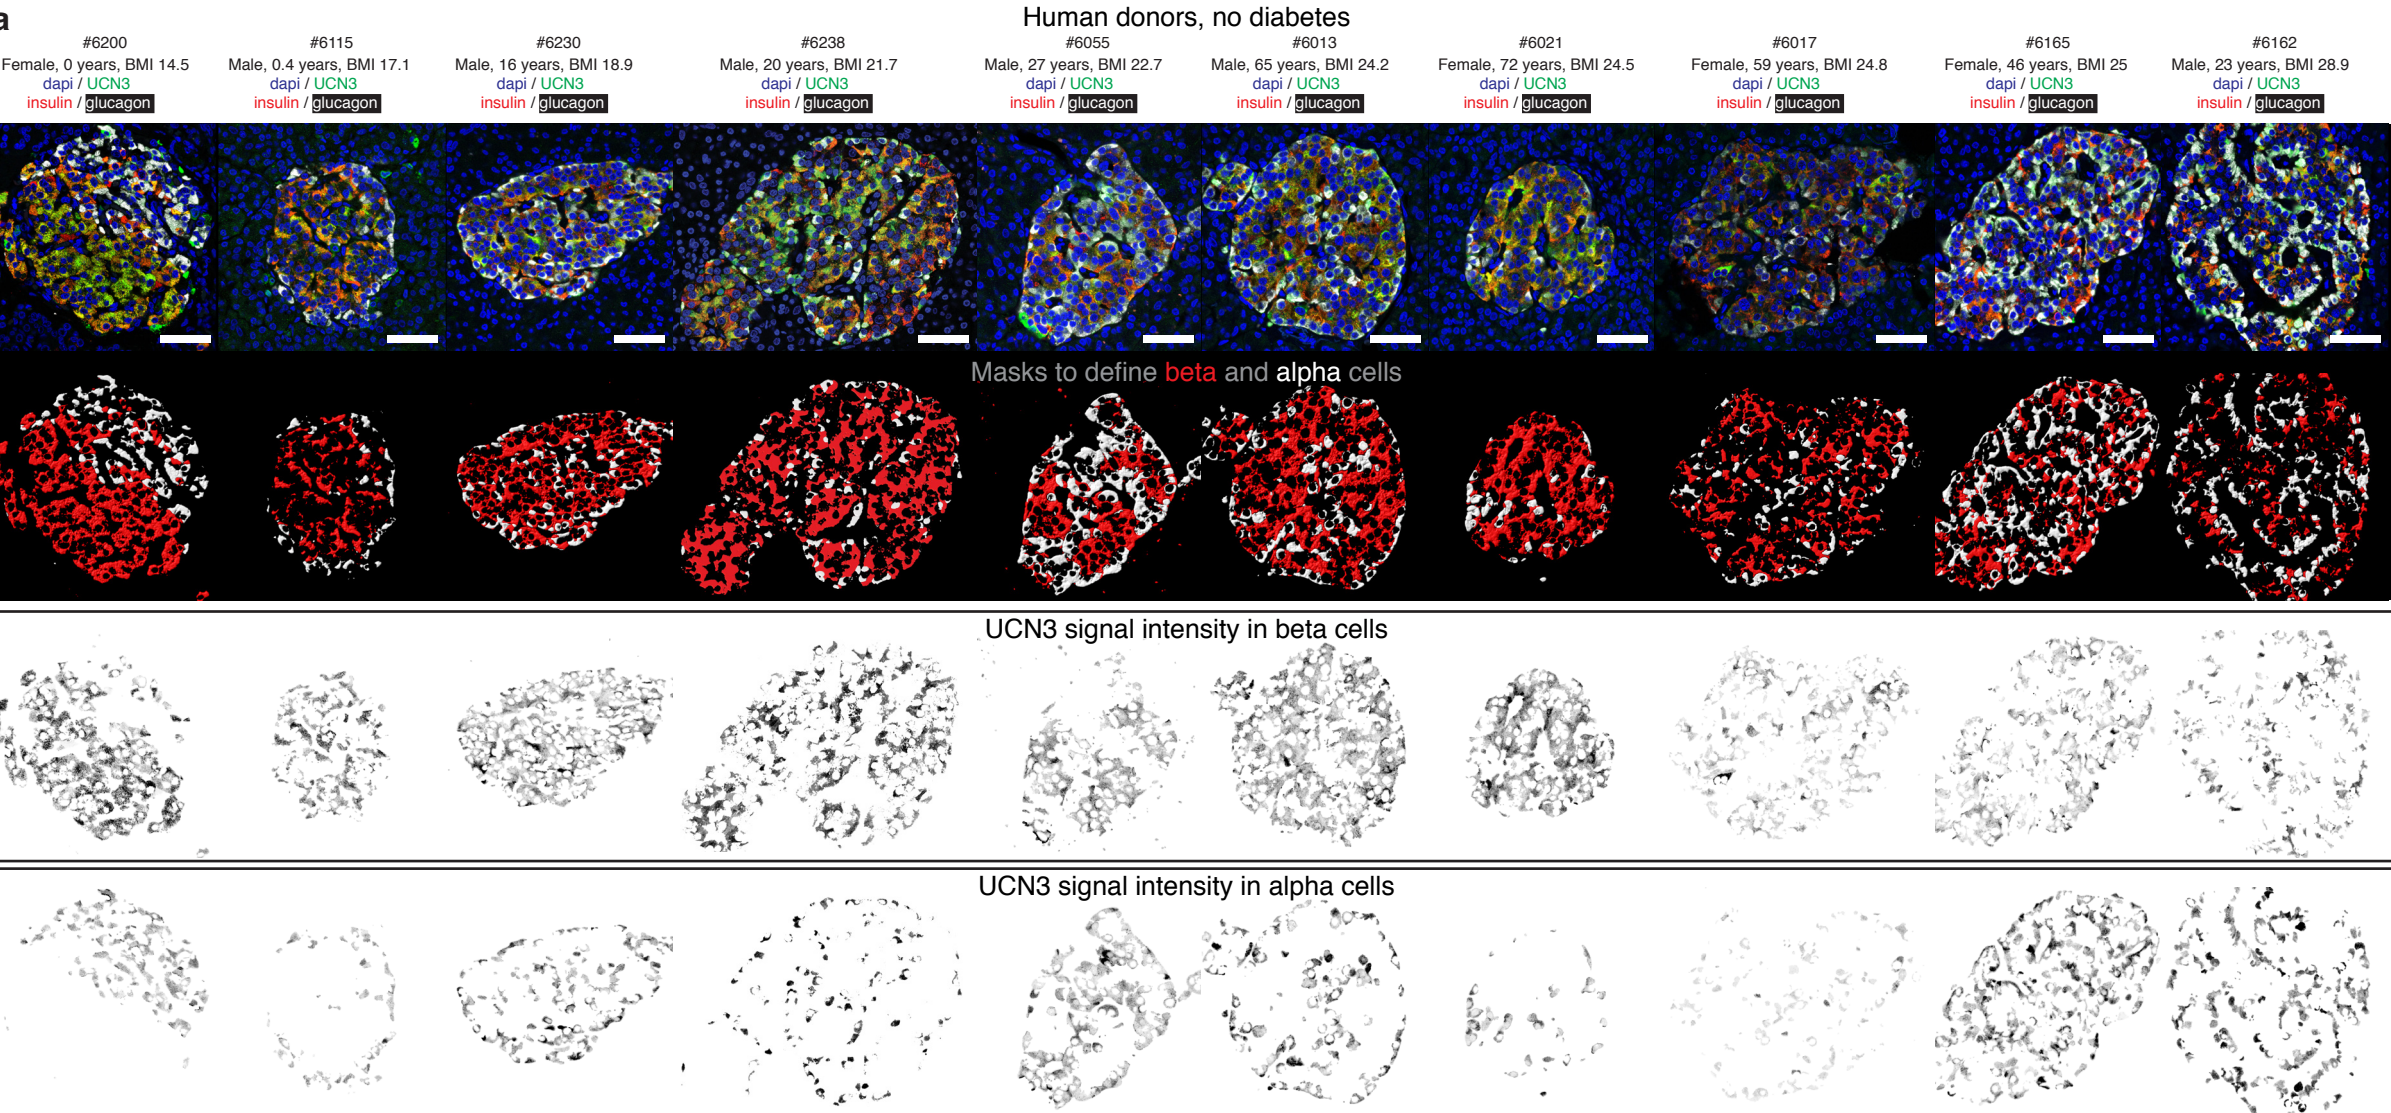 a
Human donors, no diabetes
#6200
Female, 0 years, BMI 14.5
dapi / UCN3
insulin / glucagon
#6115
Male, 0.4 years, BMI 17.1
dapi / UCN3
insulin / glucagon
#6230
Male, 16 years, BMI 18.9
dapi / UCN3
insulin / glucagon
#6238
Male, 20 years, BMI 21.7
dapi / UCN3
insulin / glucagon
#6055
Male, 27 years, BMI 22.7
dapi / UCN3
insulin / glucagon
#6013
Male, 65 years, BMI 24.2
dapi / UCN3
insulin / glucagon
#6021
Female, 72 years, BMI 24.5
dapi / UCN3
insulin / glucagon
#6017
Female, 59 years, BMI 24.8
dapi / UCN3
insulin / glucagon
#6165
Female, 46 years, BMI 25
dapi / UCN3
insulin / glucagon
#6162
Male, 23 years, BMI 28.9
dapi / UCN3
insulin / glucagon
Masks to define beta and alpha cells
UCN3 signal intensity in beta cells
UCN3 signal intensity in alpha cells